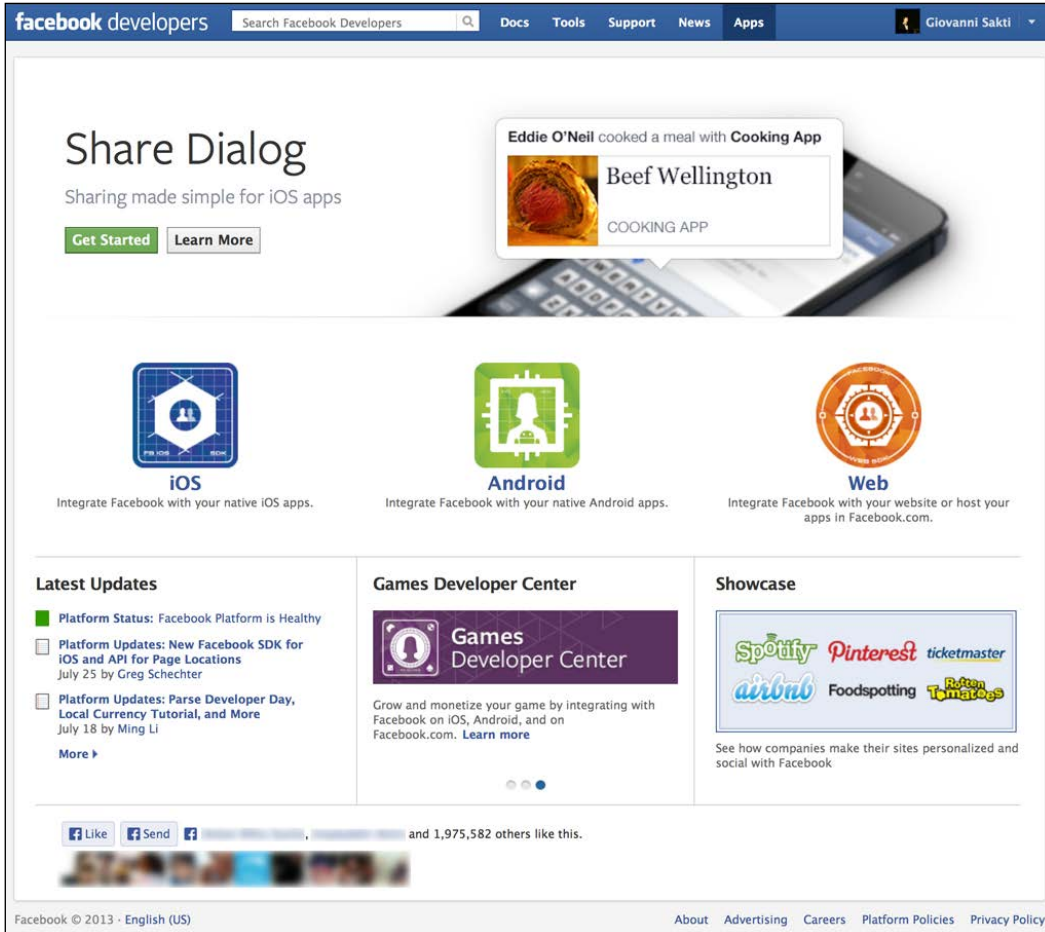 facebook developers
Search Facebook Developers
Docs Tools Support News Apps
Giovanni Sakti
Share Dialog
Sharing made simple for iOS apps
Get Started Learn More
Eddie O'Neil cooked a meal with Cooking App
Beef Wellington
COOKING APP
FB iOS SDK
iOS
Integrate Facebook with your native iOS apps.
Android
Integrate Facebook with your native Android apps.
FACEBOOK
WEB SDK
Web
Integrate Facebook with your website or host your
apps in Facebook.com.
Latest Updates
Platform Status: Facebook Platform is Healthy
Platform Updates: New Facebook SDK for
iOS and API for Page Locations
July 25 by Greg Schechter
Platform Updates: Parse Developer Day,
Local Currency Tutorial, and More
July 18 by Ming Li
More
Games Developer Center
Games
Developer Center
Grow and monetize your game by integrating with
Facebook on iOS, Android, and on
Facebook.com. Learn more
Showcase
Spotify Pinterest ticketmaster
airbnb Foodspotting Rotten
Tomatoes
See how companies make their sites personalized and
social with Facebook
Like Send , and 1,975,582 others like this.
Facebook © 2013 · English (US)
About Advertising Careers Platform Policies Privacy Policy